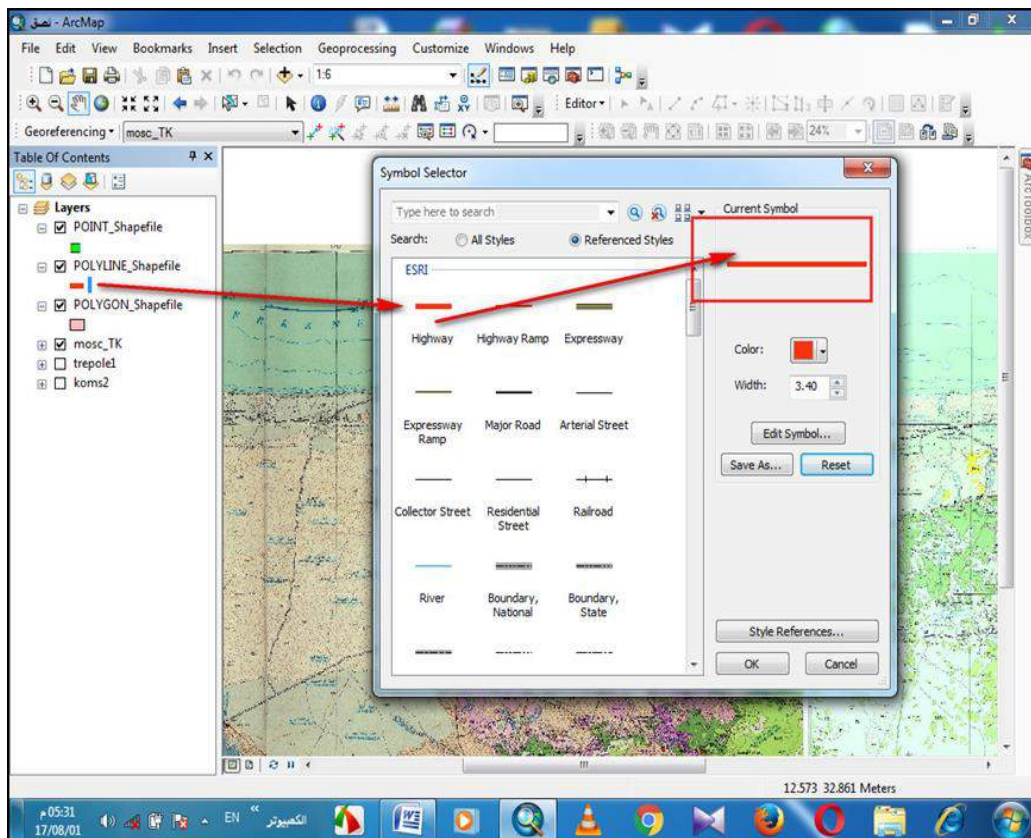 نصق - ArcMap
File Edit View Bookmarks Insert Selection Geoprocessing Customize Windows Help
1:6
Editor
Georeferencing mosc_TK 24%
Table Of Contents
Layers
POINT_Shapefile
POLYLINE_Shapefile
POLYGON_Shapefile
mosc_TK
trepole1
koms2
ArcToolbox
Symbol Selector
Type here to search
Search: All Styles Referenced Styles
ESRI
Highway Highway Ramp Expressway
Expressway Ramp Major Road Arterial Street
Collector Street Residential Street Railroad
River Boundary, National Boundary, State
Current Symbol
Color:
Width: 3.40
Edit Symbol...
Save As... Reset
Style References...
OK Cancel
12.573 32.861 Meters
05:31 م
17/08/01
EN
الكمبيوتر